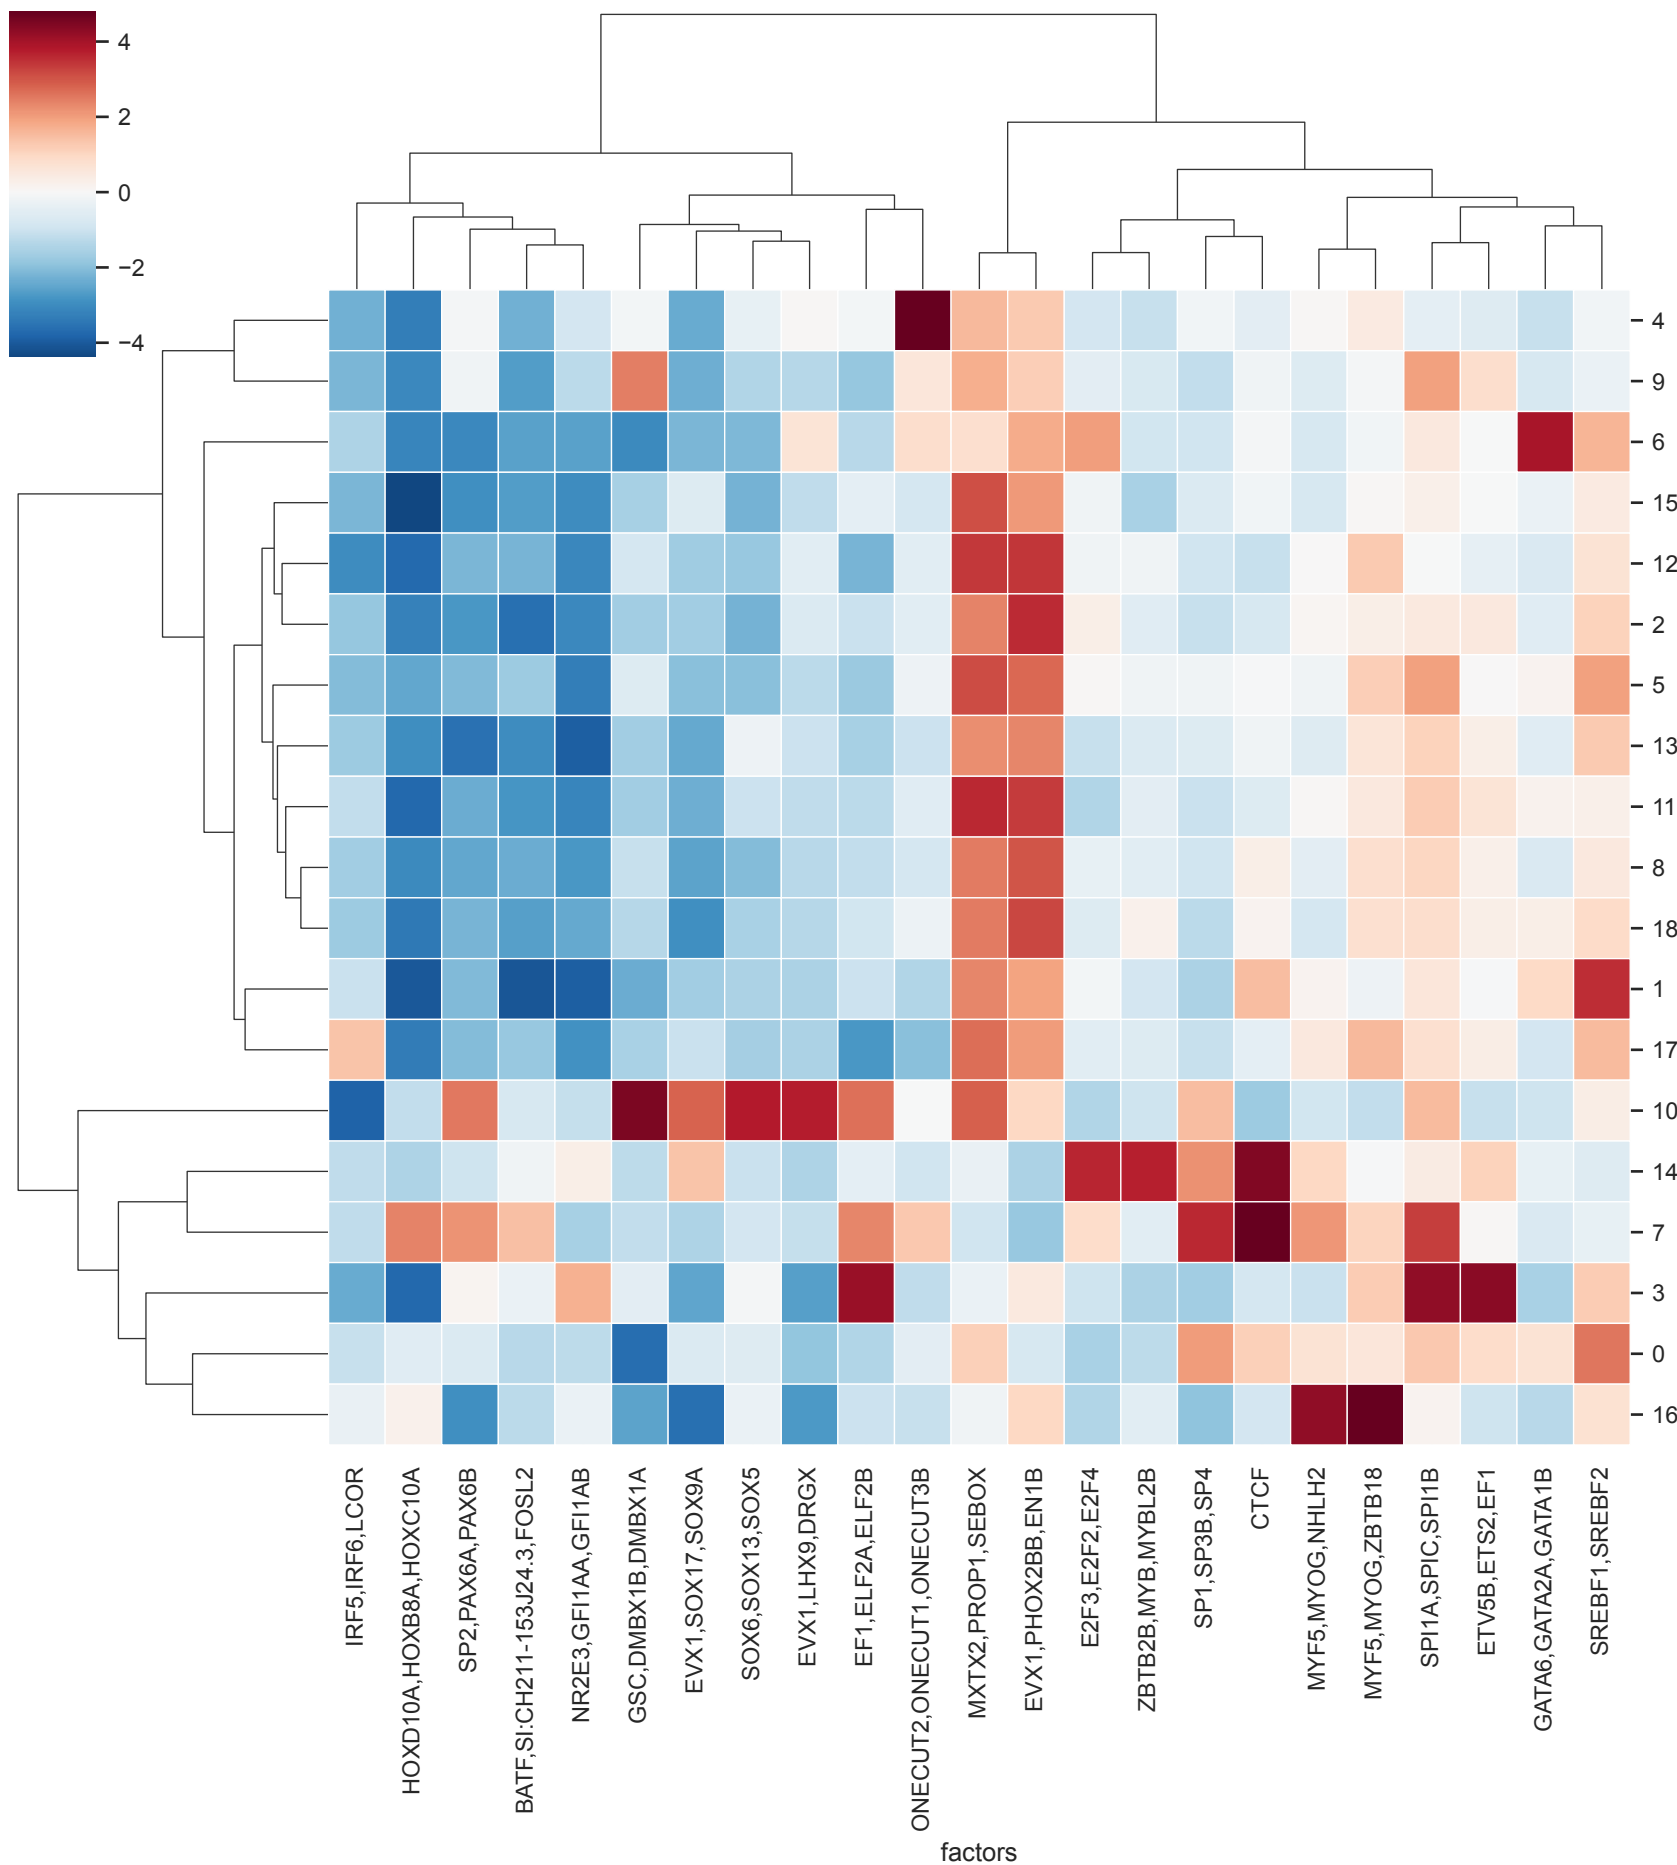 4
2
0
−2
−4
4
9
6
15
12
2
5
13
11
8
18
1
17
10
14
7
3
0
16
IRF5,IRF6,LCOR
HOXD10A,HOXB8A,HOXC10A
SP2,PAX6A,PAX6B
BATF,SI:CH211-153J24.3,FOSL2
NR2E3,GFI1AA,GFI1AB
GSC,DMBX1B,DMBX1A
EVX1,SOX17,SOX9A
SOX6,SOX13,SOX5
EVX1,LHX9,DRGX
EF1,ELF2A,ELF2B
ONECUT2,ONECUT1,ONECUT3B
MXTX2,PROP1,SEBOX
EVX1,PHOX2BB,EN1B
E2F3,E2F2,E2F4
ZBTB2B,MYB,MYBL2B
SP1,SP3B,SP4
CTCF
MYF5,MYOG,NHLH2
MYF5,MYOG,ZBTB18
SPI1A,SPIC,SPI1B
ETV5B,ETS2,EF1
GATA6,GATA2A,GATA1B
SREBF1,SREBF2
factors